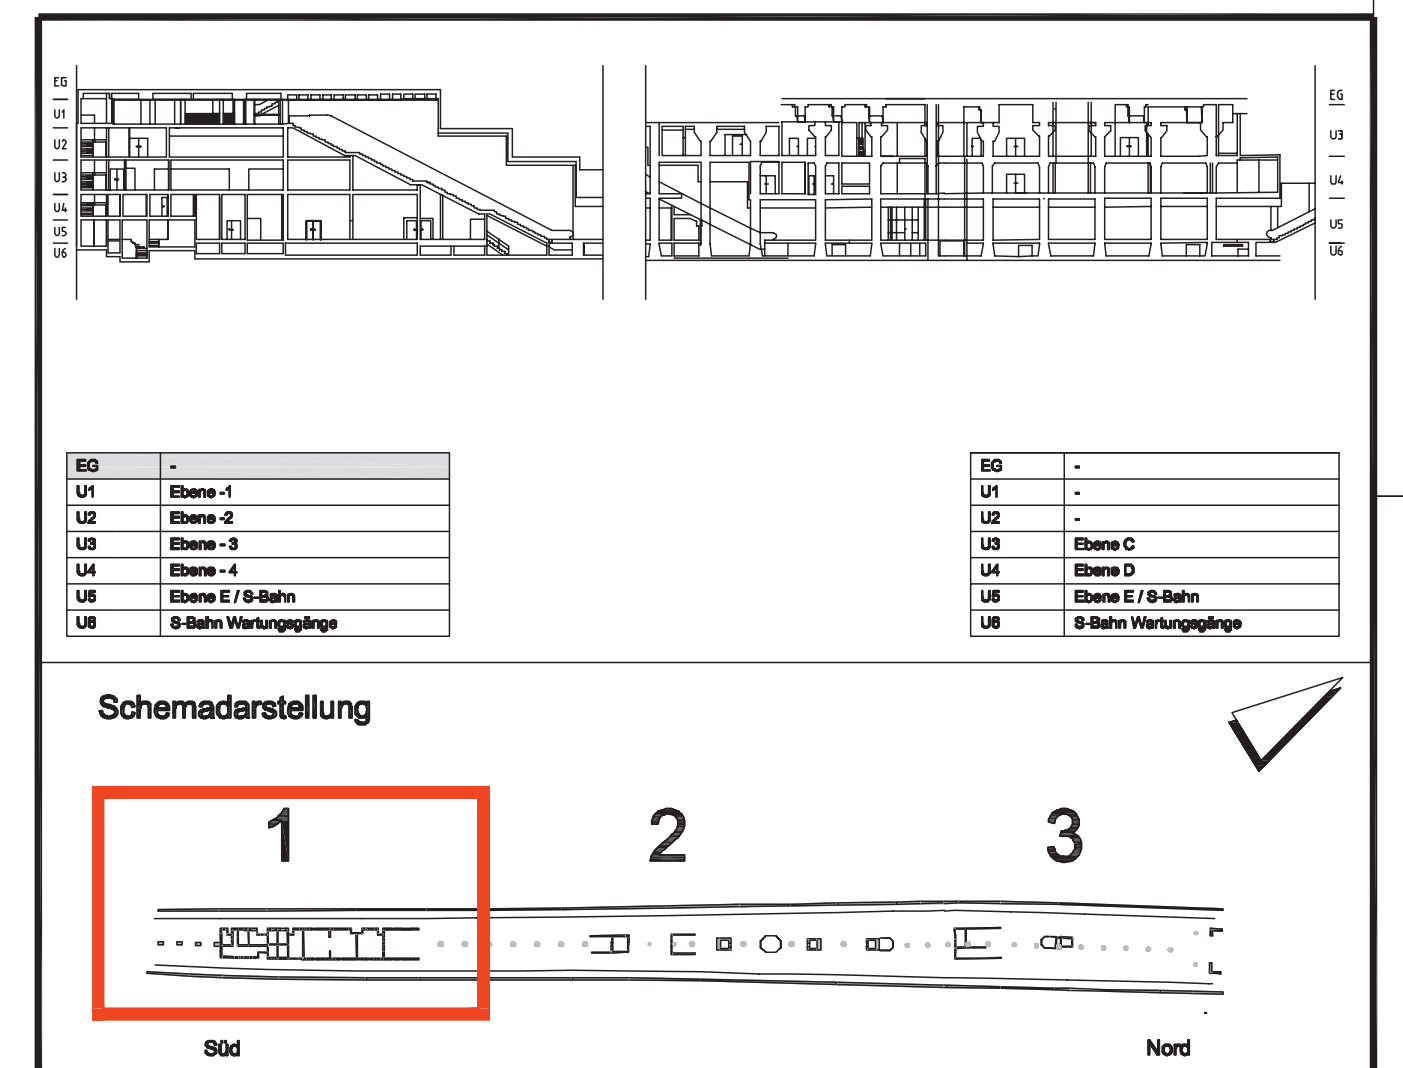 EG
U1
U2
U3
U4
U5
U6
EG
U3
U4
U5
U6
EG -
U1 Ebene -1
U2 Ebene -2
U3 Ebene - 3
U4 Ebene - 4
U5 Ebene E / S-Bahn
U6 S-Bahn Wartungsgänge
EG -
U1 -
U2 -
U3 Ebene C
U4 Ebene D
U5 Ebene E / S-Bahn
U6 S-Bahn Wartungsgänge
Schemadarstellung
1 2 3
Süd Nord